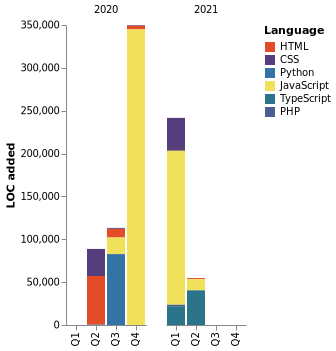 2020
2021
LOC added
350,000
300,000
250,000
200,000
150,000
100,000
50,000
0
Q1
Q2
Q3
Q4
Q1
Q2
Q3
Q4
Language
HTML
CSS
Python
JavaScript
TypeScript
PHP